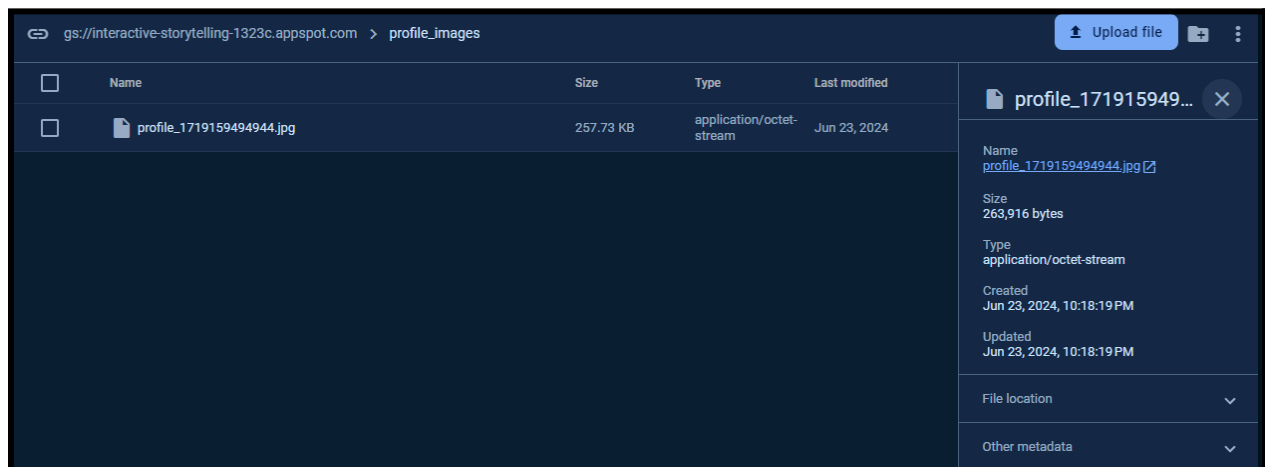 gs://interactive-storytelling-1323c.appspot.com > profile_images
Upload file
Name Size Type Last modified
profile_1719159494944.jpg 257.73 KB application/octet-
stream Jun 23, 2024
profile_171915949...
Name
profile_1719159494944.jpg
Size
263,916 bytes
Type
application/octet-stream
Created
Jun 23, 2024, 10:18:19 PM
Updated
Jun 23, 2024, 10:18:19 PM
File location
Other metadata